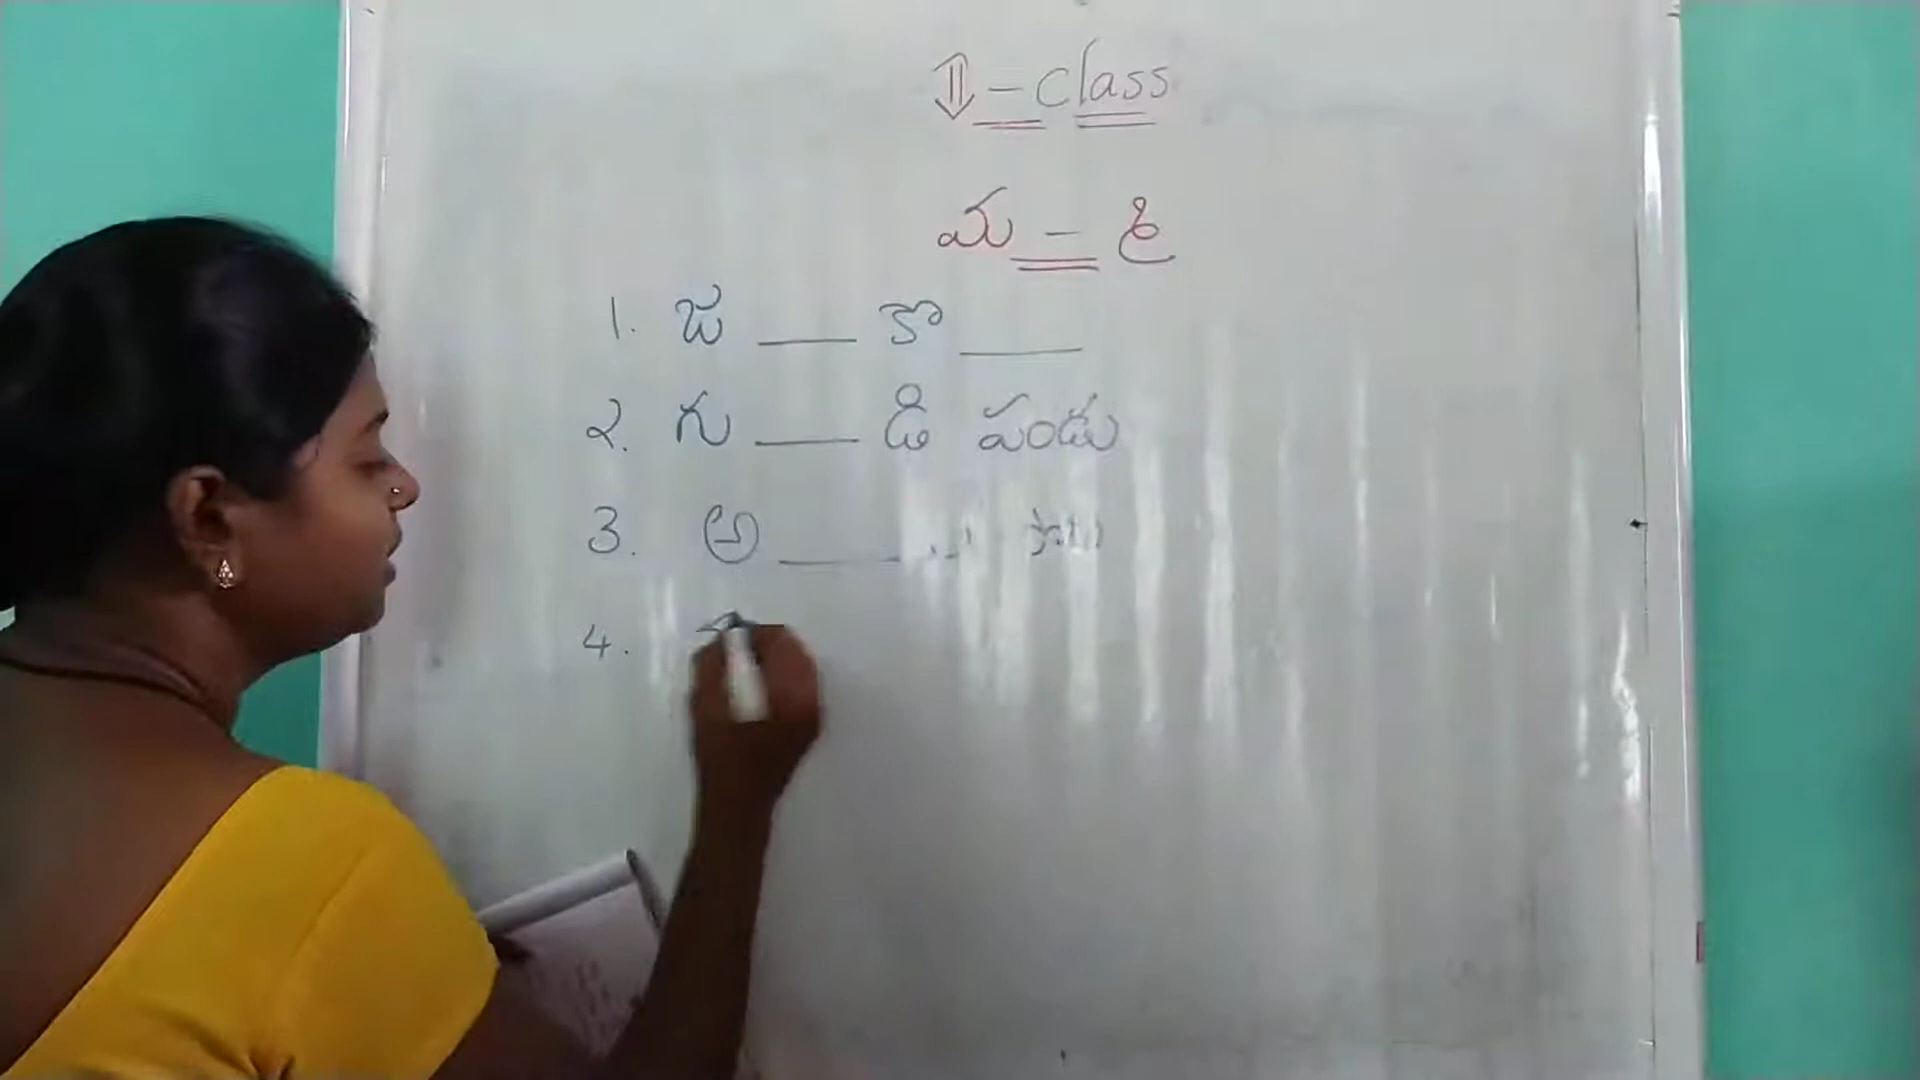 II - class
మ - శ
1. జ ___ కొ ___
2. గు ___ డి పండు
3. అ ___
4.